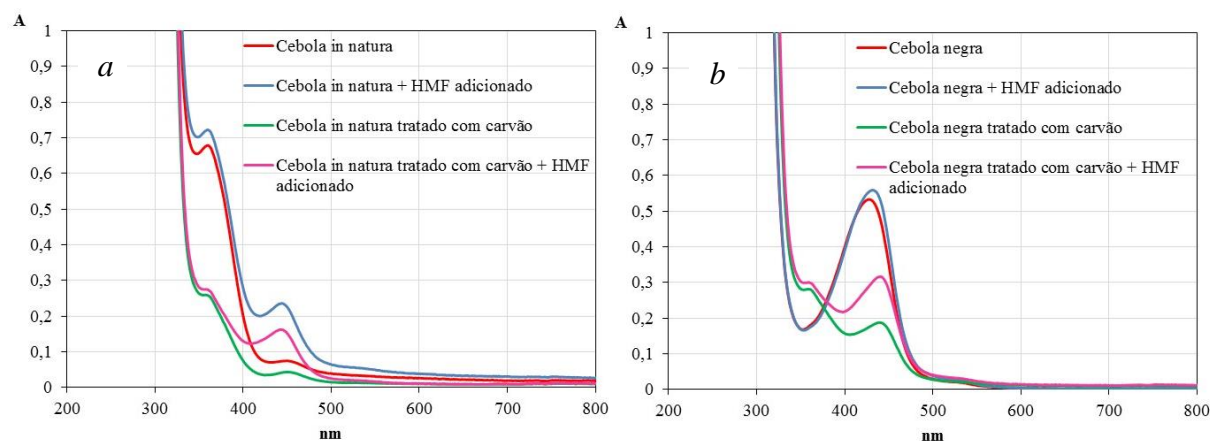 A
1
0,9
0,8
0,7
0,6
0,5
0,4
0,3
0,2
0,1
0
200 300 400 500 600 700 800
nm
a
Cebola in natura
Cebola in natura + HMF adicionado
Cebola in natura tratado com carvão
Cebola in natura tratado com carvão + HMF
adicionado
A
1
0,9
0,8
0,7
0,6
0,5
0,4
0,3
0,2
0,1
0
200 300 400 500 600 700 800
nm
b
Cebola negra
Cebola negra + HMF adicionado
Cebola negra tratado com carvão
Cebola negra tratado com carvão + HMF
adicionado